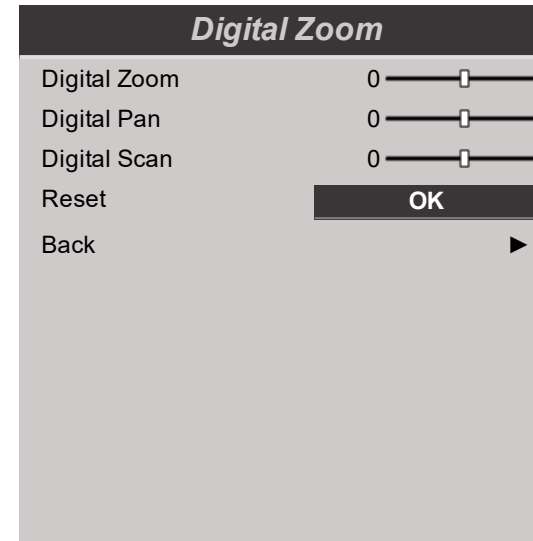 Digital Zoom
Digital Zoom 0
Digital Pan 0
Digital Scan 0
Reset OK
Back